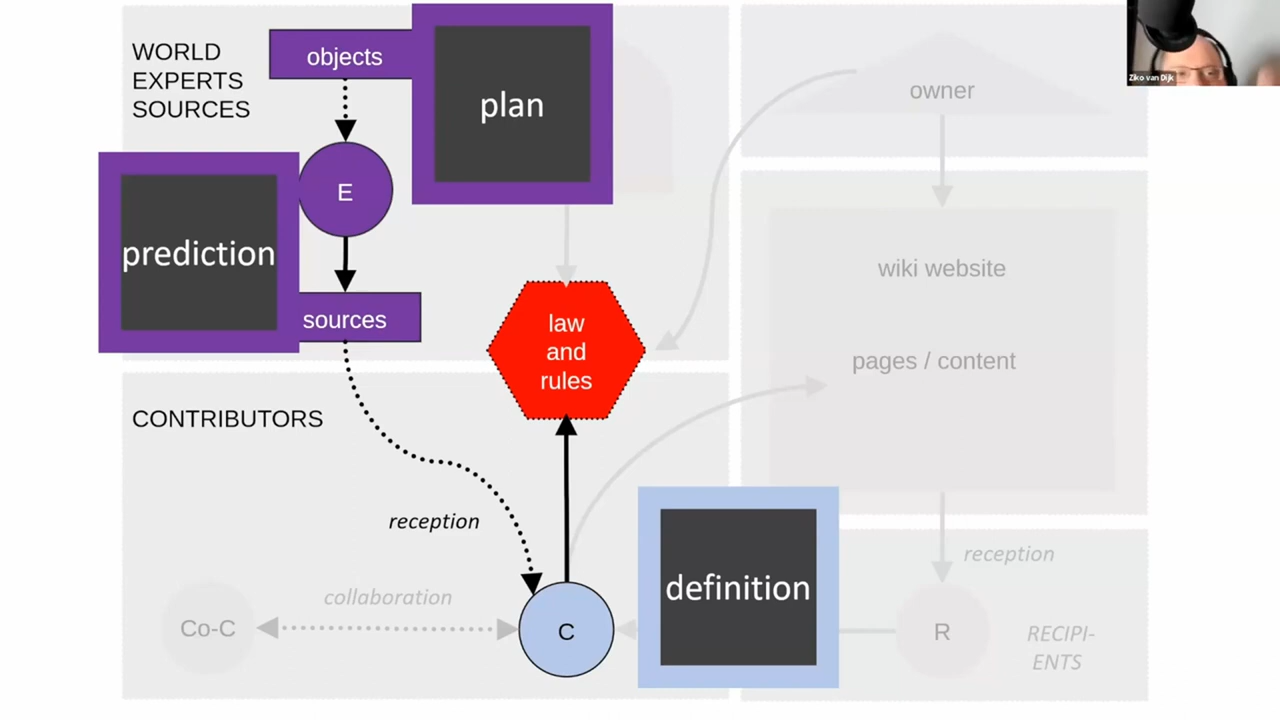 WORLD
EXPERTS
SOURCES
objects
plan
E
prediction
sources
owner
Ziko van Dijk
wiki website
pages / content
law
and
rules
CONTRIBUTORS
reception
collaboration
Co-C
C
definition
reception
R
RECIPI-
ENTS